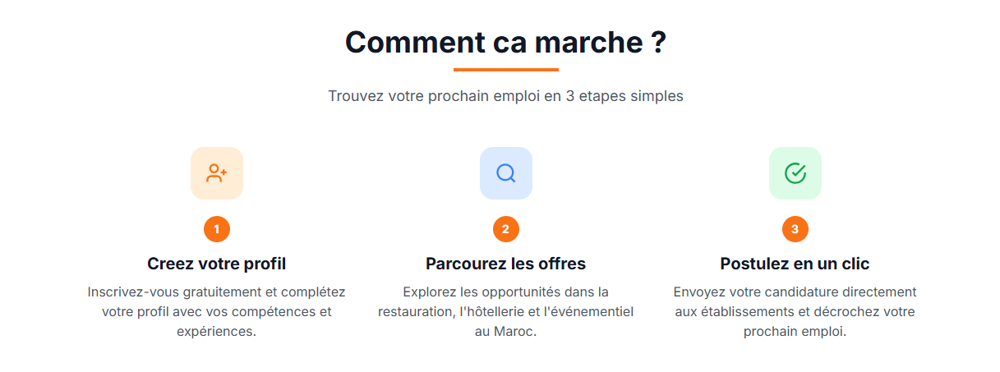 Comment ca marche ?
Trouvez votre prochain emploi en 3 etapes simples
1
Creez votre profil
Inscrivez-vous gratuitement et complétez
votre profil avec vos compétences et
expériences.
2
Parcourez les offres
Explorez les opportunités dans la
restauration, l'hôtellerie et l'événementiel
au Maroc.
3
Postulez en un clic
Envoyez votre candidature directement
aux établissements et décrochez votre
prochain emploi.